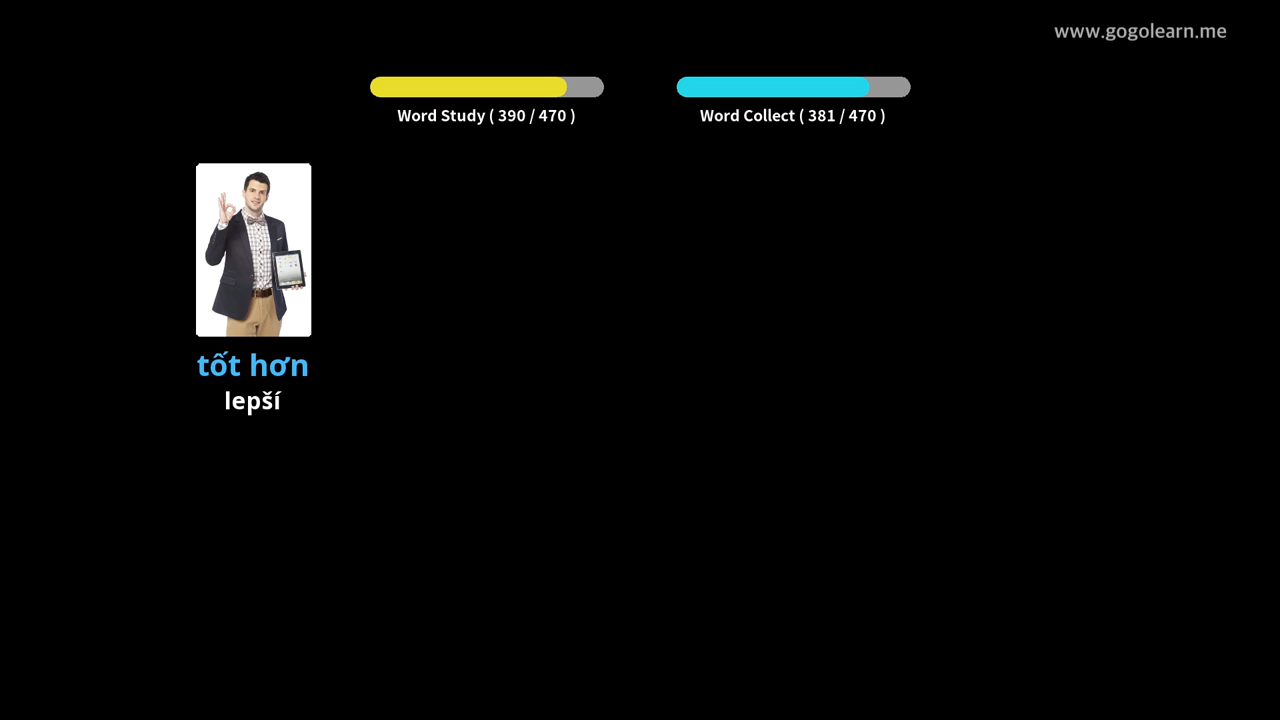 www.gogolearn.me
Word Study ( 390 / 470 )
Word Collect ( 381 / 470 )
tốt hơn
lepší